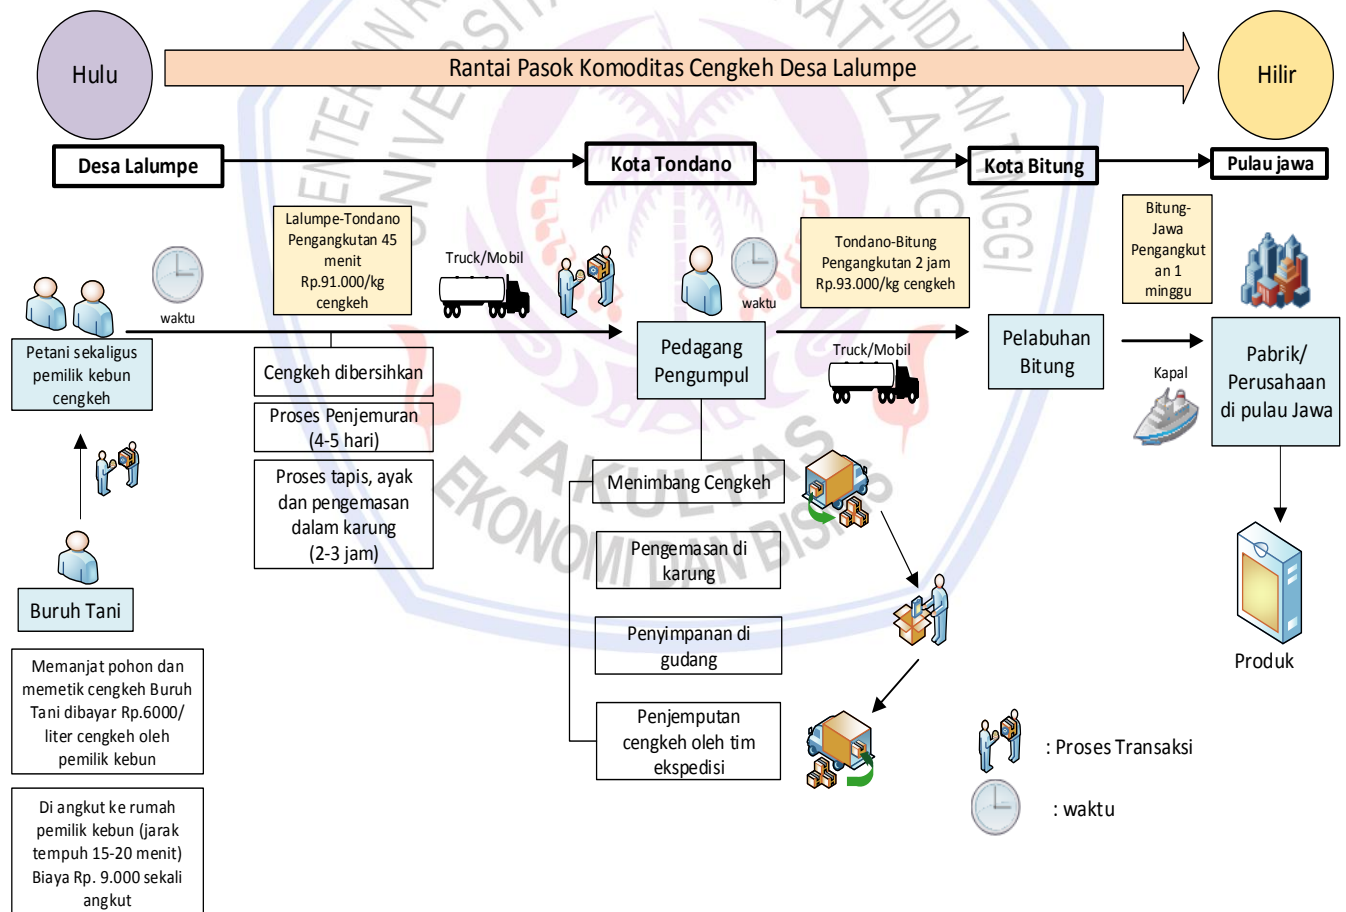 Hulu
Rantai Pasok Komoditas Cengkeh Desa Lalumpe
Hilir
Desa Lalumpe
Kota Tondano
Kota Bitung
Pulau jawa
waktu
Lalumpe-Tondano
Pengangkutan 45
menit
Rp.91.000/kg
cengkeh
Truck/Mobil
waktu
Tondano-Bitung
Pengangkutan 2 jam
Rp.93.000/kg cengkeh
Bitung-
Jawa
Pengangkut
an 1
minggu
Petani sekaligus
pemilik kebun
cengkeh
Pedagang
Pengumpul
Truck/Mobil
Pelabuhan
Bitung
Kapal
Pabrik/
Perusahaan
di pulau Jawa
Cengkeh dibersihkan
Proses Penjemuran
(4-5 hari)
Proses tapis, ayak
dan pengemasan
dalam karung
(2-3 jam)
Menimbang Cengkeh
Pengemasan di
karung
Penyimpanan di
gudang
Penjemputan
cengkeh oleh tim
ekspedisi
Produk
Buruh Tani
Memanjat pohon dan
memetik cengkeh Buruh
Tani dibayar Rp.6000/
liter cengkeh oleh
pemilik kebun
Di angkut ke rumah
pemilik kebun (jarak
tempuh 15-20 menit)
Biaya Rp. 9.000 sekali
angkut
: Proses Transaksi
: waktu
FAKULTAS
EKONOMI DAN BISNIS